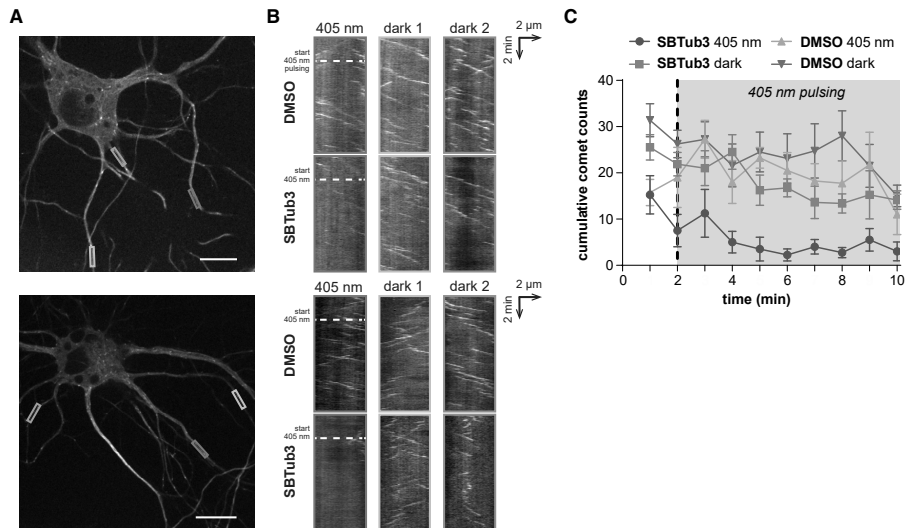 A
B
405 nm dark 1 dark 2
2 µm
2 min
start
405 nm
pulsing
DMSO
start
405 nm
SBTub3
405 nm dark 1 dark 2
2 µm
2 min
start
405 nm
DMSO
start
405 nm
SBTub3
C
SBTub3 405 nm DMSO 405 nm
SBTub3 dark DMSO dark
405 nm pulsing
cumulative comet counts
40
30
20
10
0
0 2 4 6 8 10
time (min)